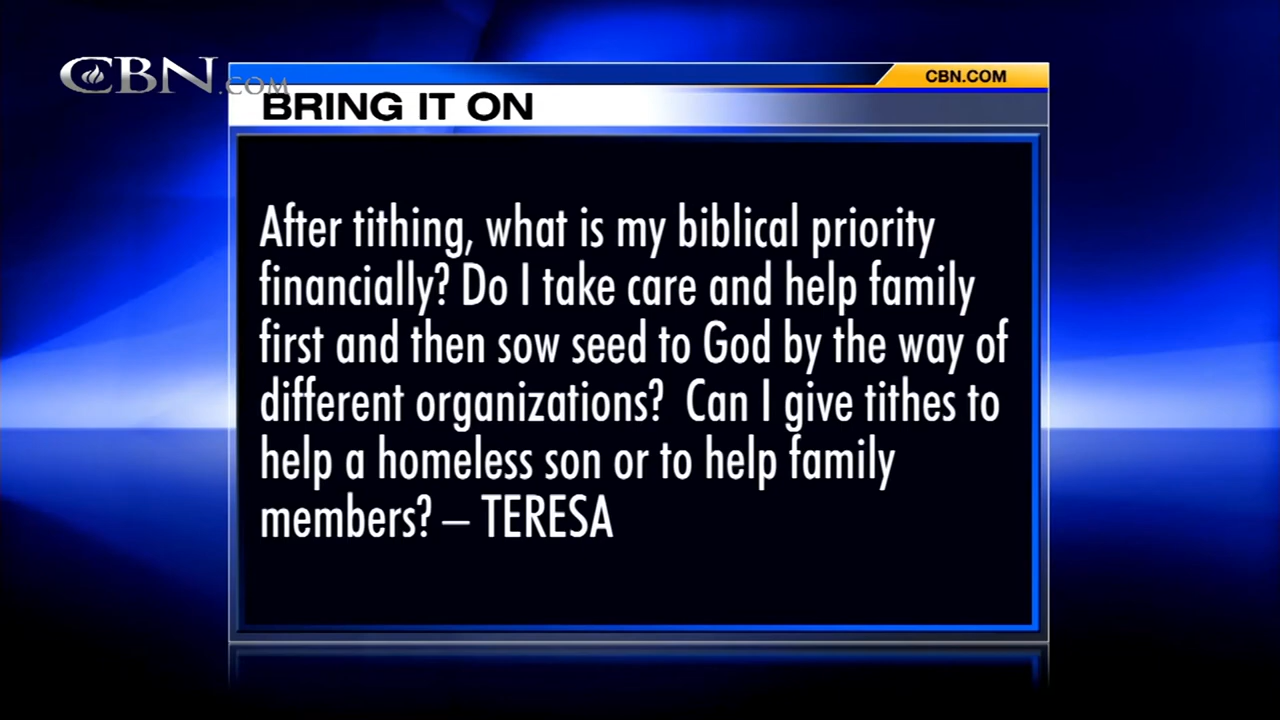 CBN.COM
CBN.COM
BRING IT ON
After tithing, what is my biblical priority
financially? Do I take care and help family
first and then sow seed to God by the way of
different organizations?  Can I give tithes to
help a homeless son or to help family
members? – TERESA